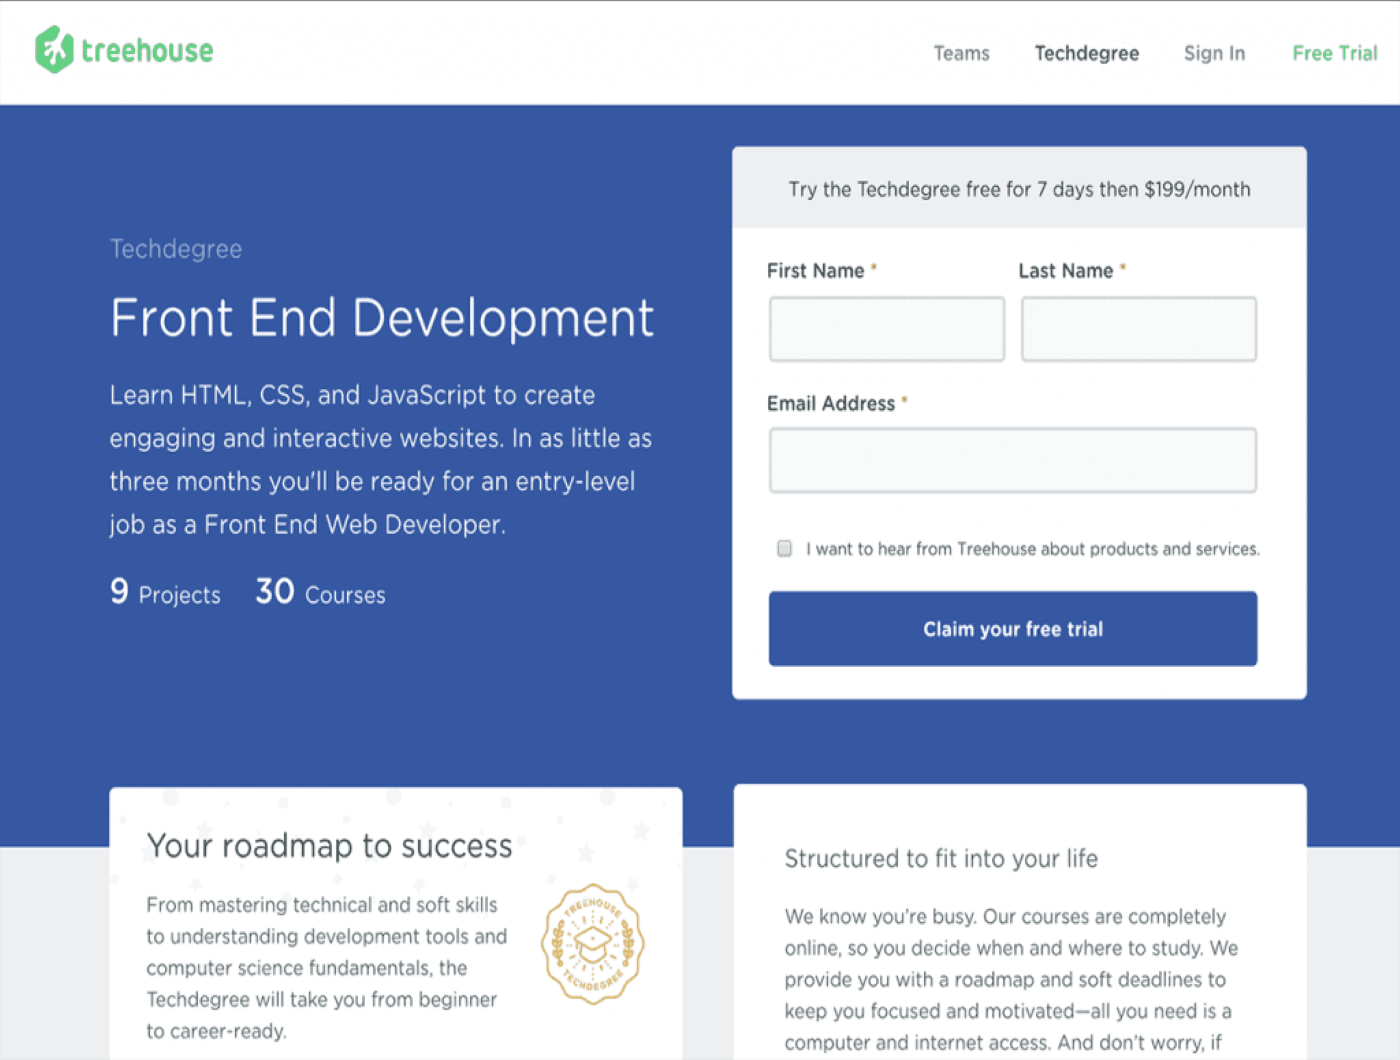 treehouse
Teams
Techdegree
Sign In
Free Trial
Techdegree
Front End Development
Learn HTML, CSS, and JavaScript to create
engaging and interactive websites. In as little as
three months you'll be ready for an entry-level
job as a Front End Web Developer.
9 Projects
30 Courses
Try the Techdegree free for 7 days then $199/month
First Name *
Last Name *
Email Address *
I want to hear from Treehouse about products and services.
Claim your free trial
Your roadmap to success
From mastering technical and soft skills
to understanding development tools and
computer science fundamentals, the
Techdegree will take you from beginner
to career-ready.
TREEHOUSE
TECHDEGREE
Structured to fit into your life
We know you're busy. Our courses are completely
online, so you decide when and where to study. We
provide you with a roadmap and soft deadlines to
keep you focused and motivated—all you need is a
computer and internet access. And don't worry, if